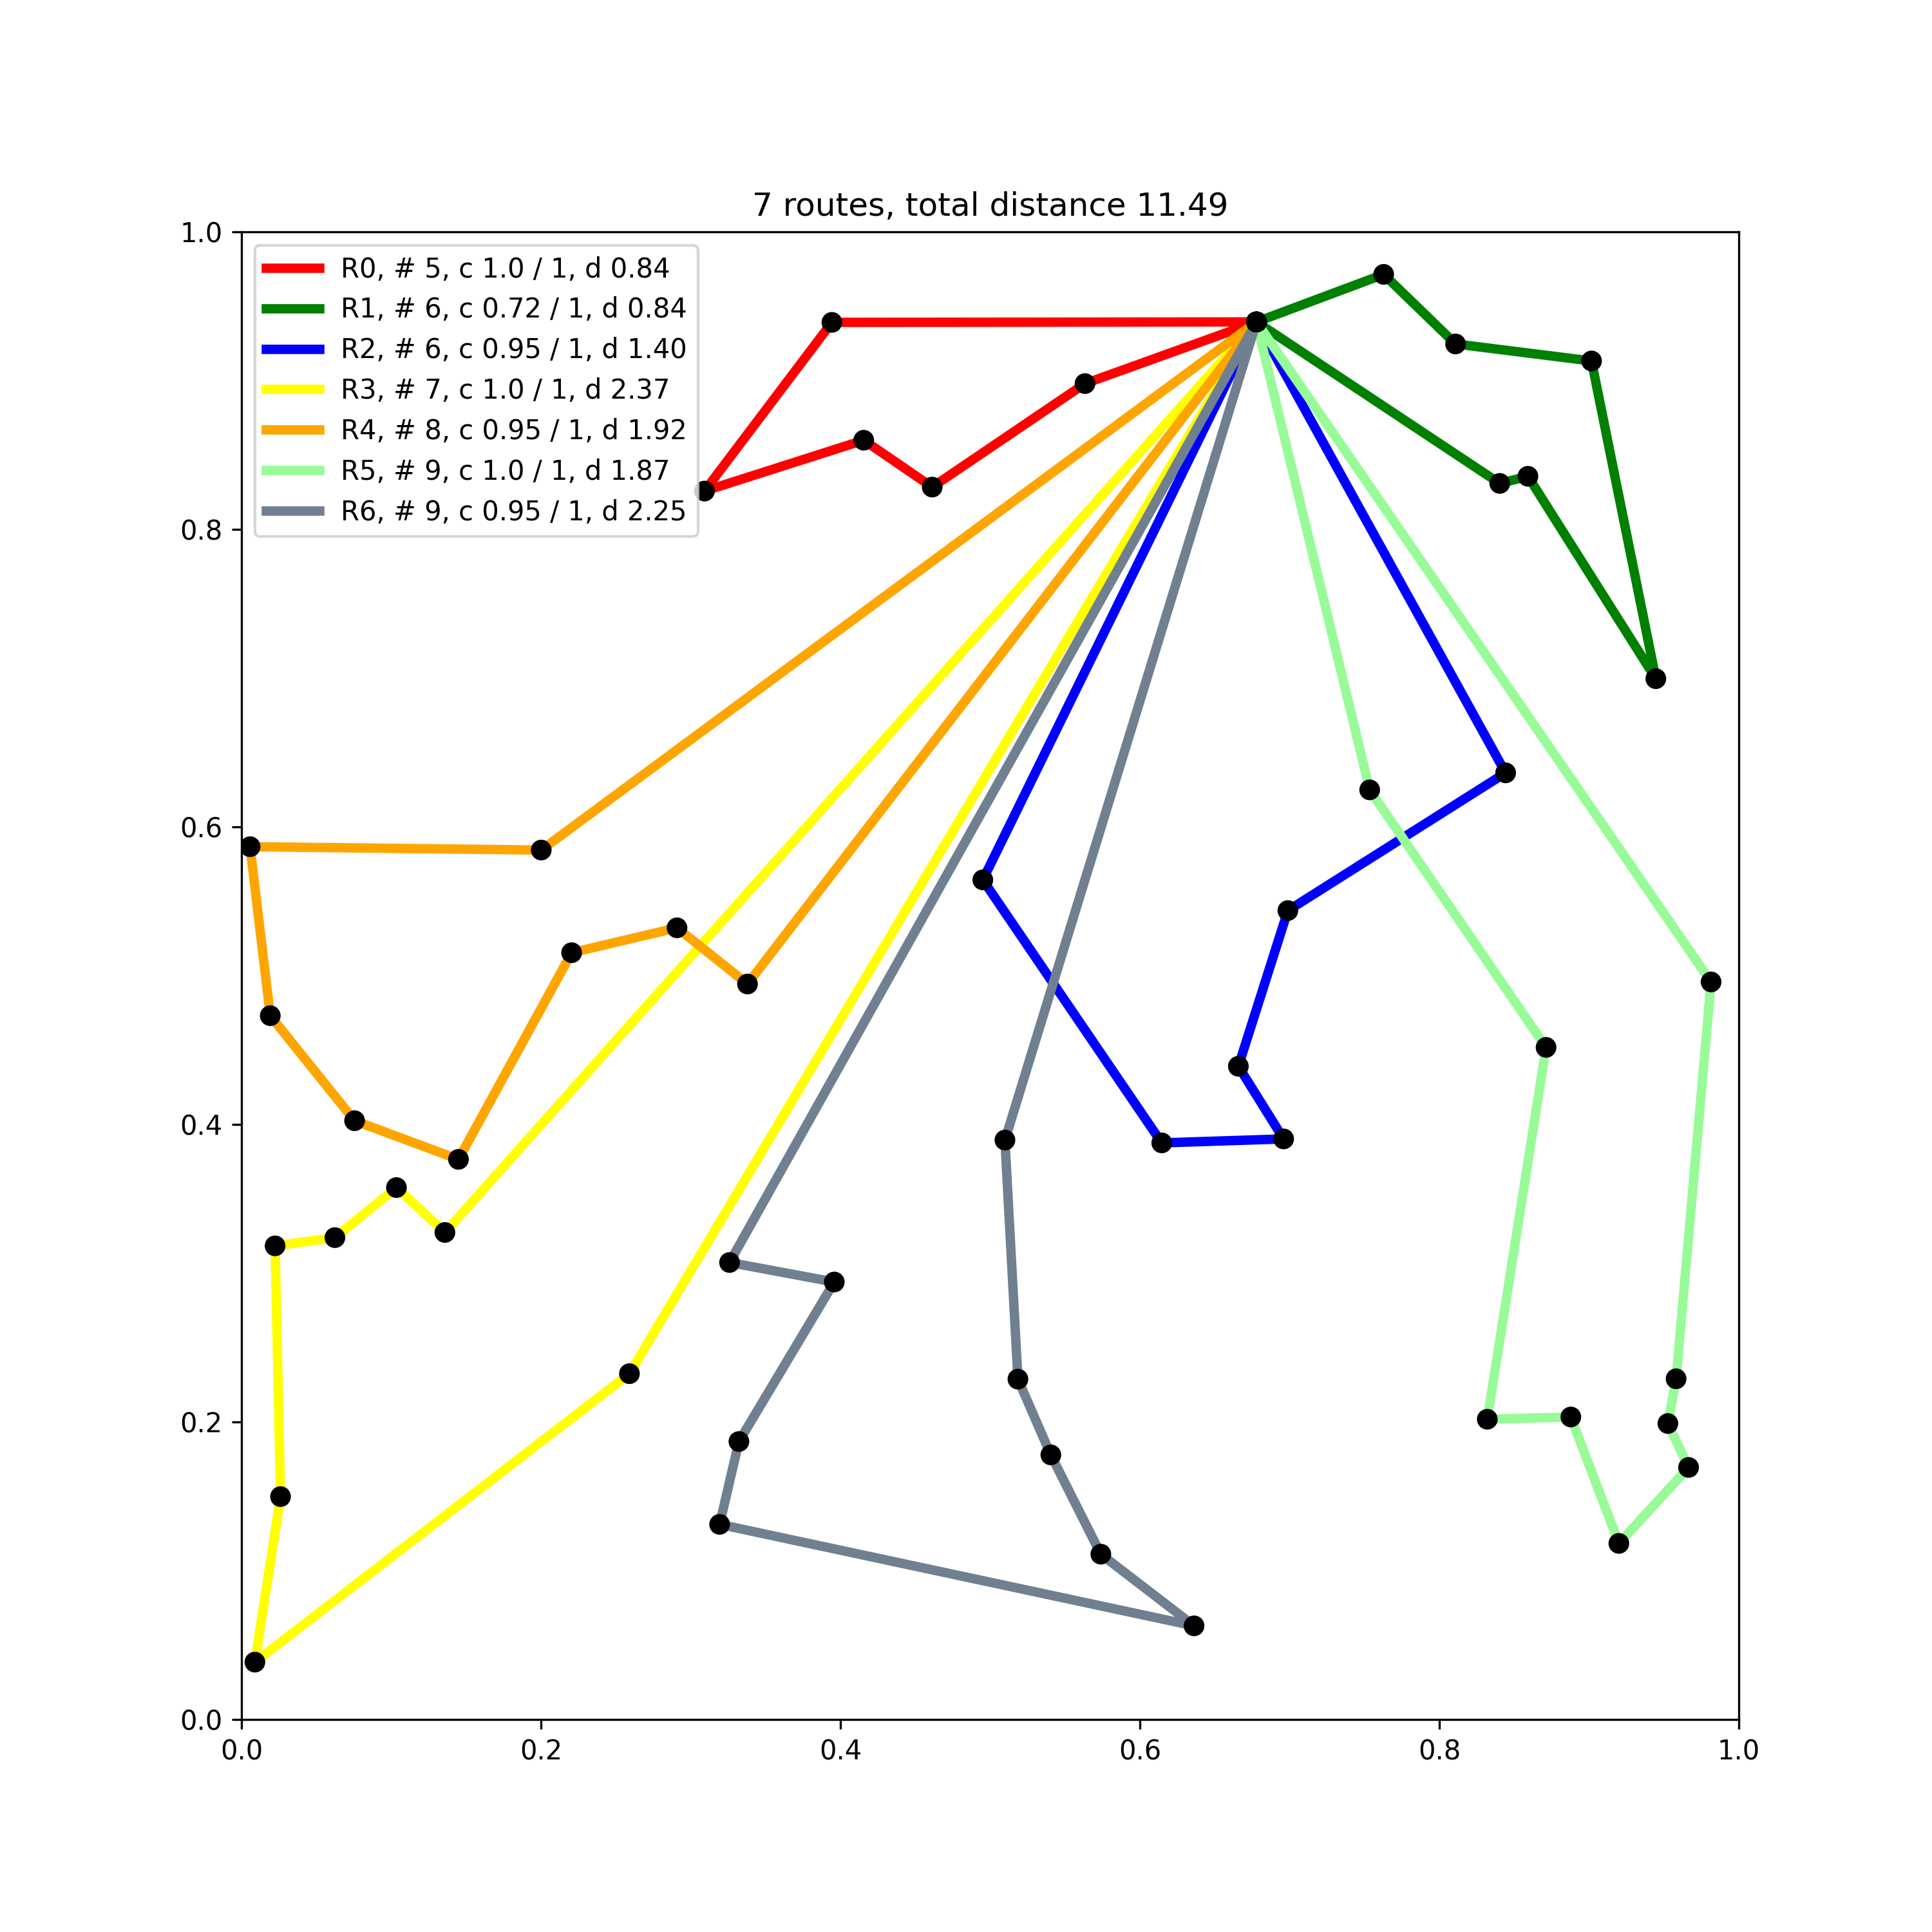 7 routes, total distance 11.49
1.0
R0, # 5, c 1.0 / 1, d 0.84
R1, # 6, c 0.72 / 1, d 0.84
R2, # 6, c 0.95 / 1, d 1.40
R3, # 7, c 1.0 / 1, d 2.37
R4, # 8, c 0.95 / 1, d 1.92
R5, # 9, c 1.0 / 1, d 1.87
R6, # 9, c 0.95 / 1, d 2.25
0.8
0.6
0.4
0.2
0.0
0.0 0.2 0.4 0.6 0.8 1.0